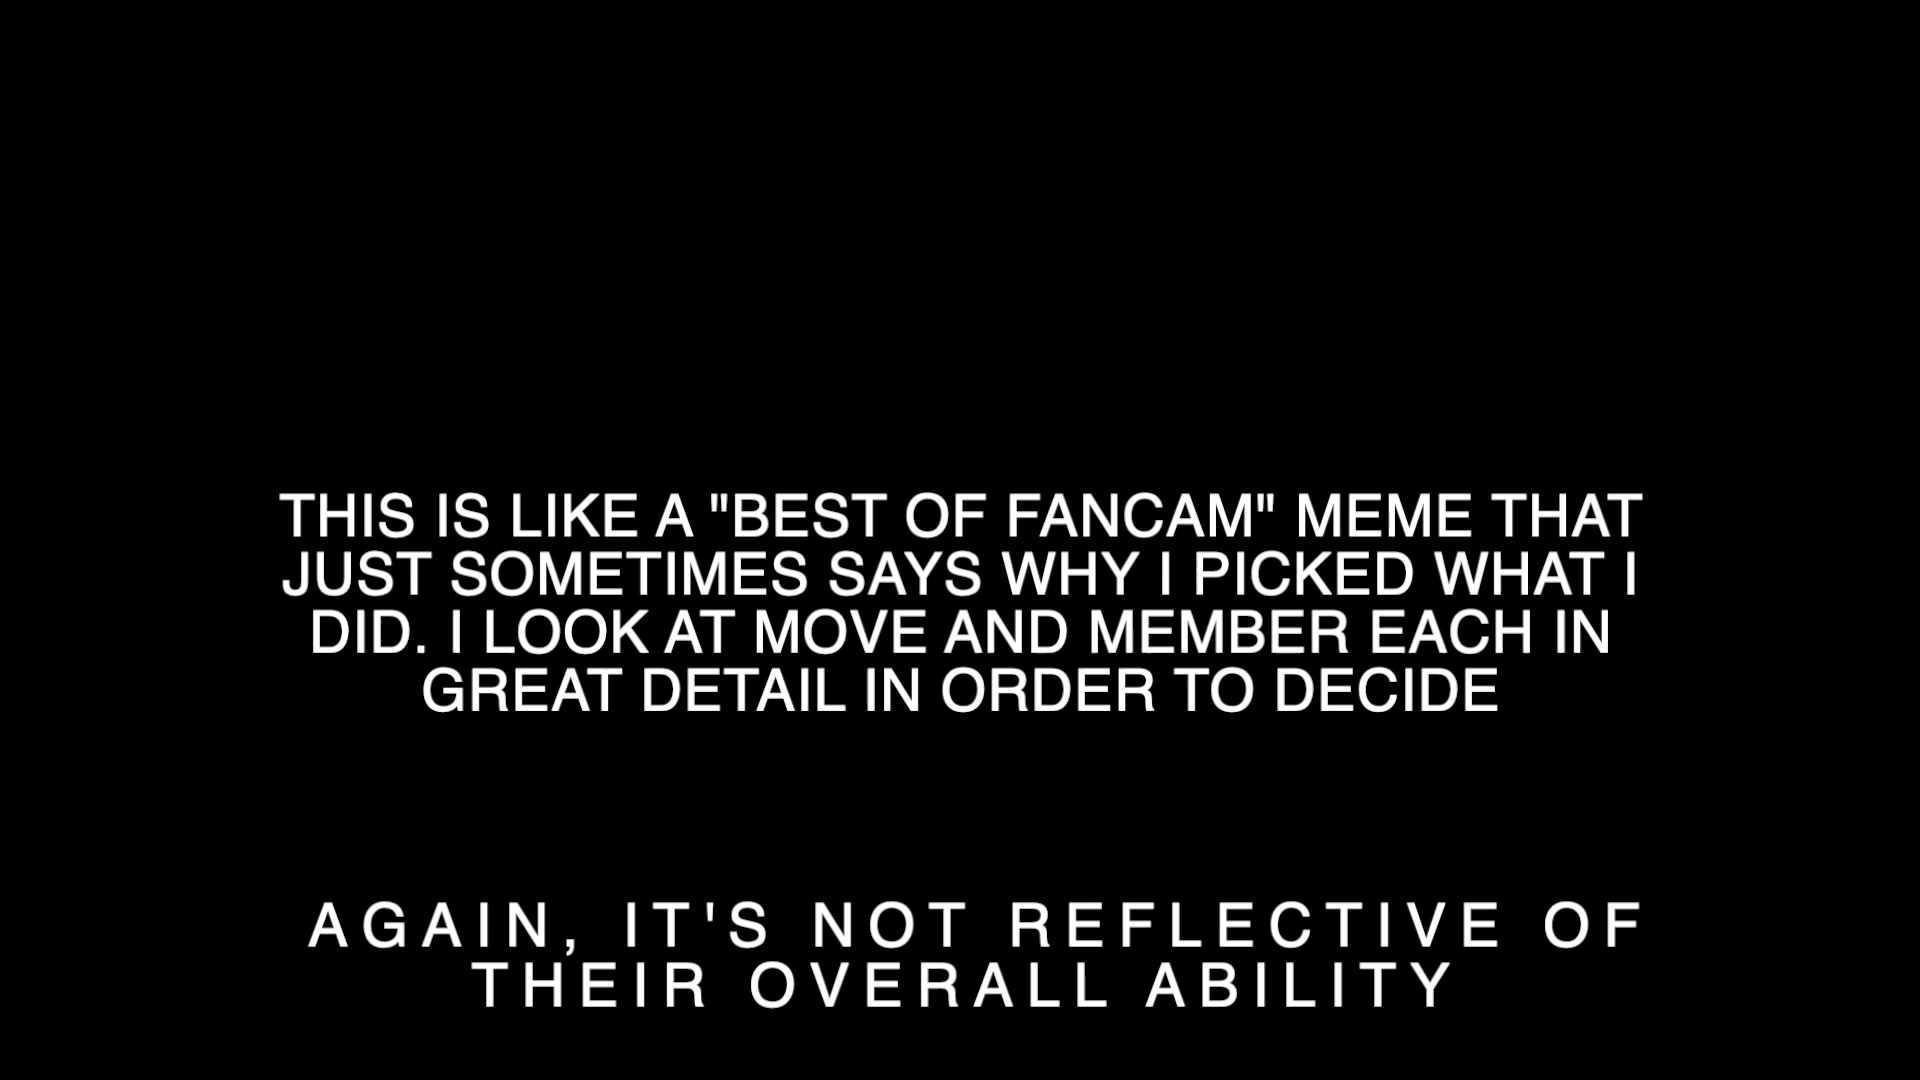 THIS IS LIKE A "BEST OF FANCAM" MEME THAT
JUST SOMETIMES SAYS WHY I PICKED WHAT I
DID. I LOOK AT MOVE AND MEMBER EACH IN
GREAT DETAIL IN ORDER TO DECIDE
AGAIN, IT'S NOT REFLECTIVE OF
THEIR OVERALL ABILITY